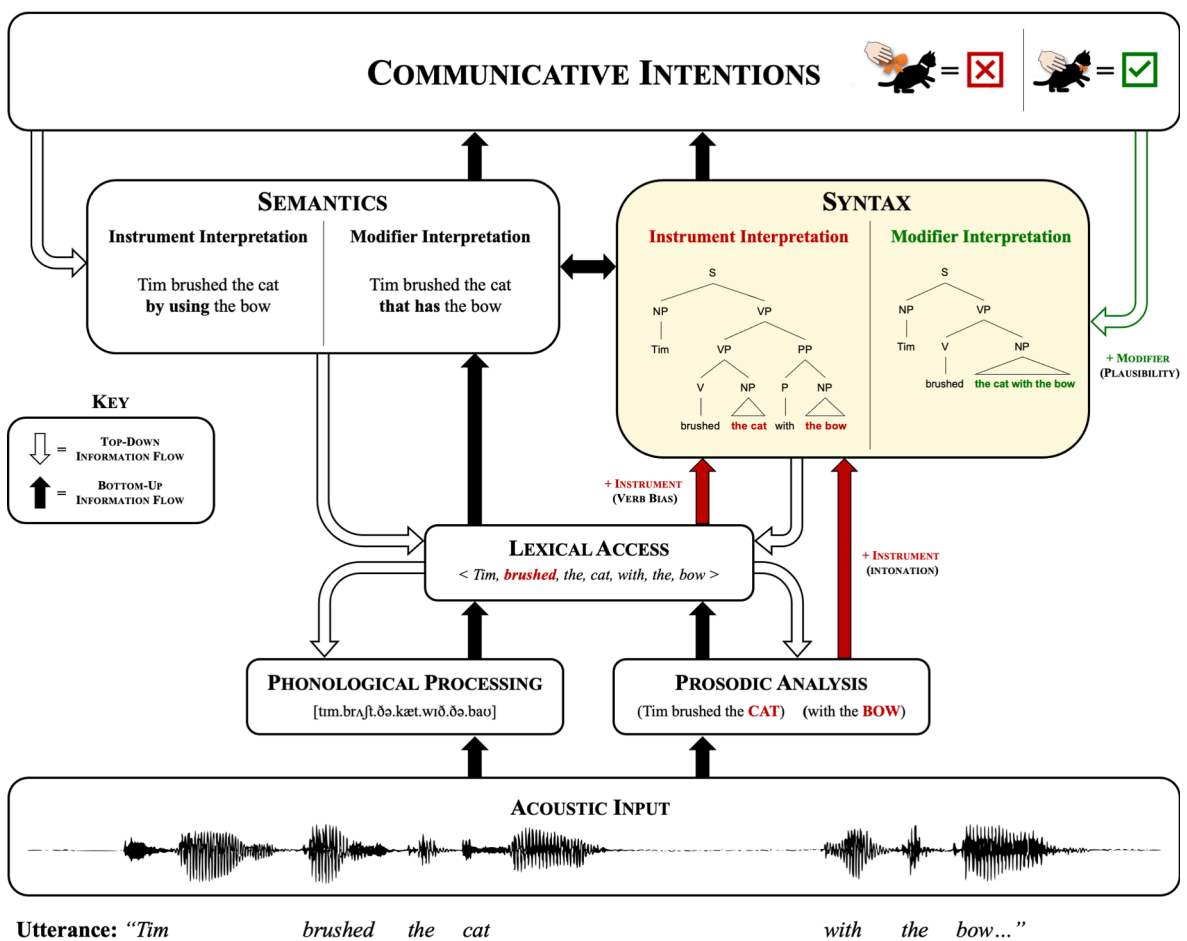 COMMUNICATIVE INTENTIONS
=
=
SEMANTICS
Instrument Interpretation
Modifier Interpretation
Tim brushed the cat
by using the bow
Tim brushed the cat
that has the bow
SYNTAX
Instrument Interpretation
Modifier Interpretation
S
NP
VP
Tim
VP
PP
V
NP
P
NP
brushed
the cat
with
the bow
S
NP
VP
Tim
V
NP
brushed
the cat with the bow
+ MODIFIER
(PLAUSIBILITY)
KEY
=
TOP-DOWN
INFORMATION FLOW
=
BOTTOM-UP
INFORMATION FLOW
+ INSTRUMENT
(VERB BIAS)
LEXICAL ACCESS
< Tim, brushed, the, cat, with, the, bow >
+ INSTRUMENT
(INTONATION)
PHONOLOGICAL PROCESSING
[tɪm.brʌʃt.ðə.kæt.wɪð.ðə.baʊ]
PROSODIC ANALYSIS
(Tim brushed the CAT) (with the BOW)
ACOUSTIC INPUT
Utterance: “Tim brushed the cat with the bow…”